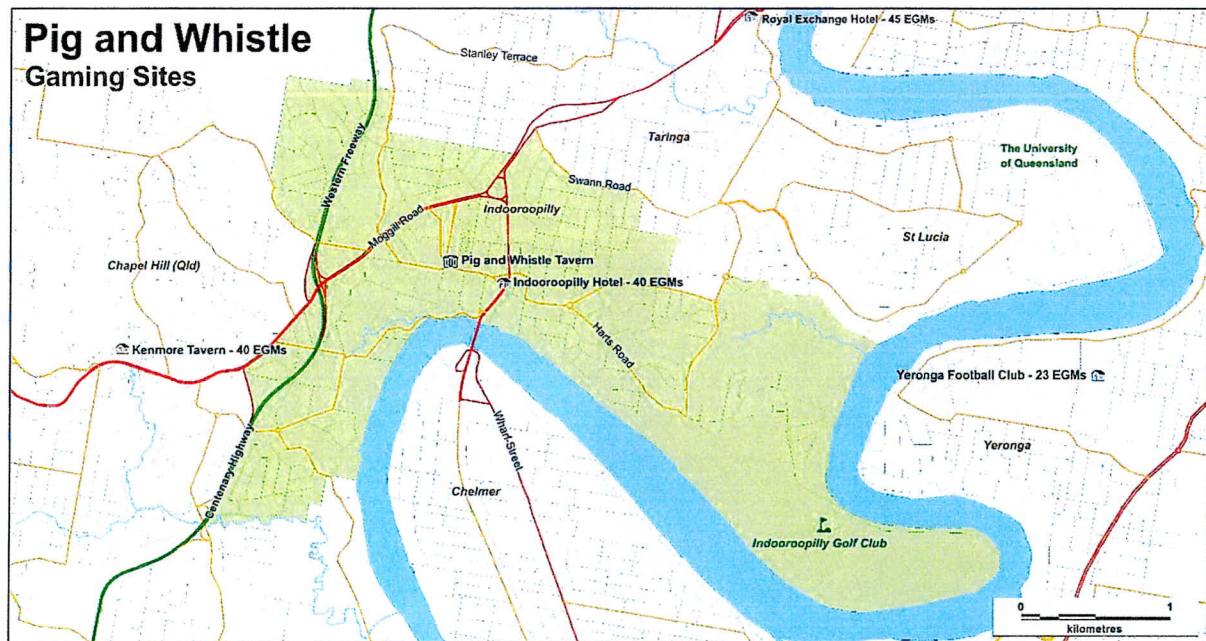 Pig and Whistle
Gaming Sites
Royal Exchange Hotel - 45 EGMs
Stanley Terrace
Western Freeway
Taringa
The University
of Queensland
Swann Road
Indooroopilly
Moggill Road
St Lucia
Chapel Hill (Qld)
Pig and Whistle Tavern
Indooroopilly Hotel - 40 EGMs
Harts Road
Kenmore Tavern - 40 EGMs
Yeronga Football Club - 23 EGMs
Centenary Highway
Wharf Street
Yeronga
Chelmer
Indooroopilly Golf Club
0 1
kilometres